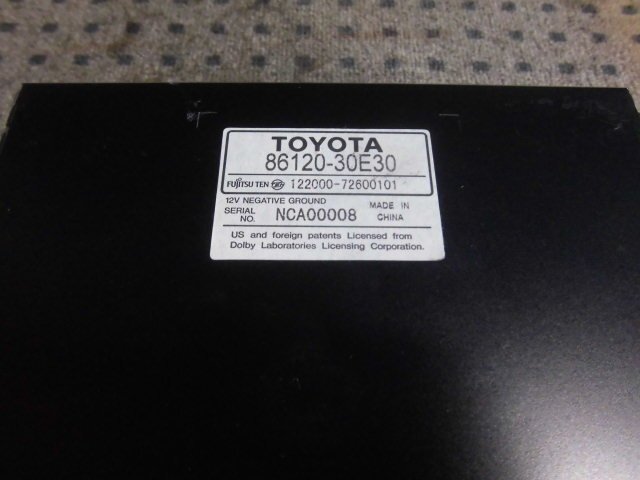 TOYOTA
86120-30E30
FUJITSU TEN 122000-72600101
12V NEGATIVE GROUND
SERIAL NO. NCA00008 MADE IN CHINA
US and foreign patents Licensed from
Dolby Laboratories Licensing Corporation.